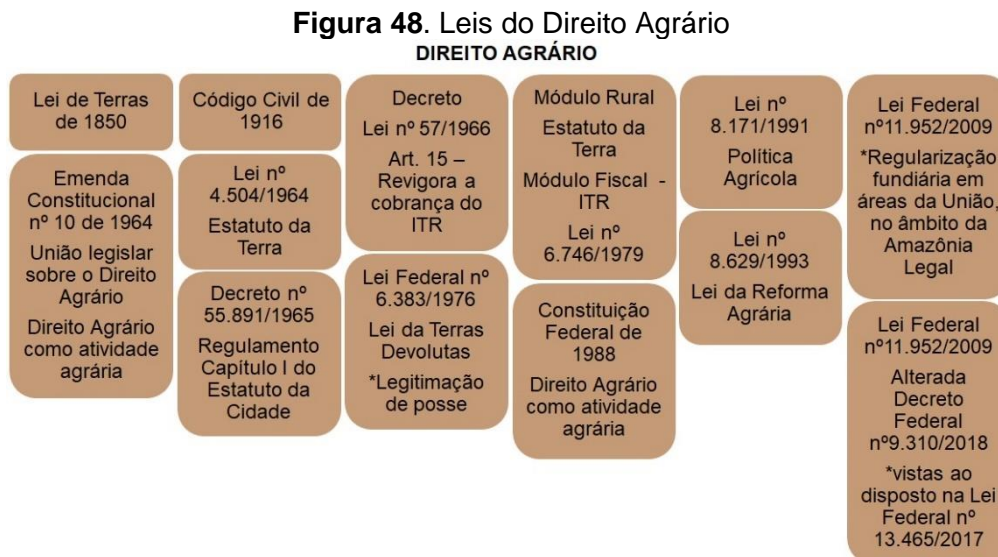 Figura 48. Leis do Direito Agrário
DIREITO AGRÁRIO
Lei de Terras
de 1850
Emenda
Constitucional
nº 10 de 1964
União legislar
sobre o Direito
Agrário
Direito Agrário
como atividade
agrária
Código Civil de
1916
Lei nº
4.504/1964
Estatuto da
Terra
Decreto nº
55.891/1965
Regulamento
Capítulo I do
Estatuto da
Cidade
Decreto
Lei nº 57/1966
Art. 15 –
Revigora a
cobrança do
ITR
Lei Federal nº
6.383/1976
Lei da Terras
Devolutas
*Legitimação
de posse
Módulo Rural
Estatuto da
Terra
Módulo Fiscal -
ITR
Lei nº
6.746/1979
Constituição
Federal de
1988
Direito Agrário
como atividade
agrária
Lei nº
8.171/1991
Política
Agrícola
Lei nº
8.629/1993
Lei da Reforma
Agrária
Lei Federal
nº11.952/2009
*Regularização
fundiária em
áreas da União,
no âmbito da
Amazônia
Legal
Lei Federal
nº11.952/2009
Alterada
Decreto
Federal
nº9.310/2018
*vistas ao
disposto na Lei
Federal nº
13.465/2017